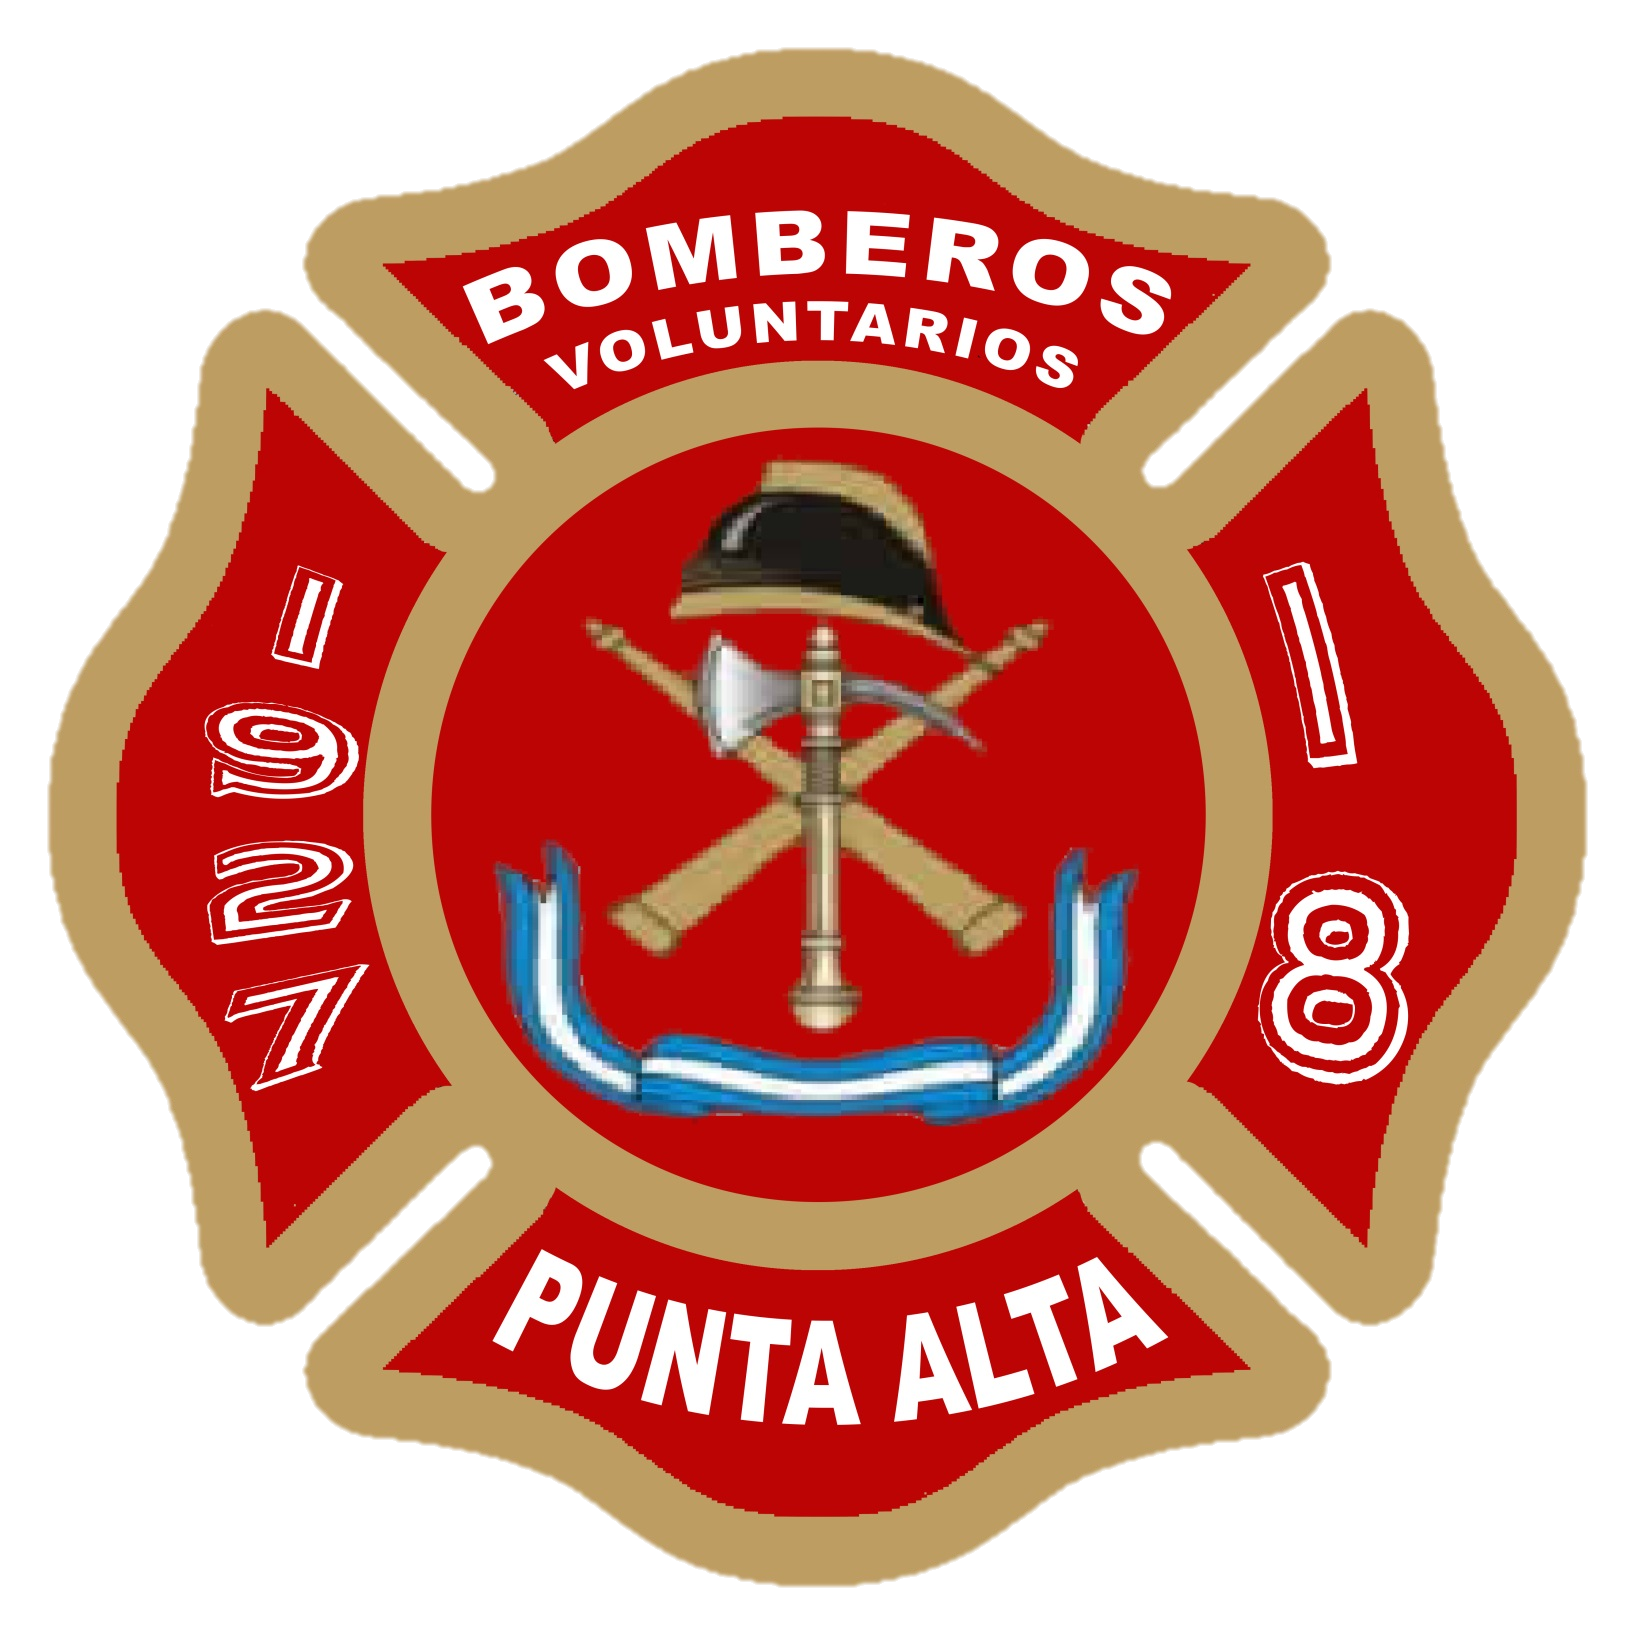 BOMBEROS
VOLUNTARIOS
1927
18
PUNTA ALTA